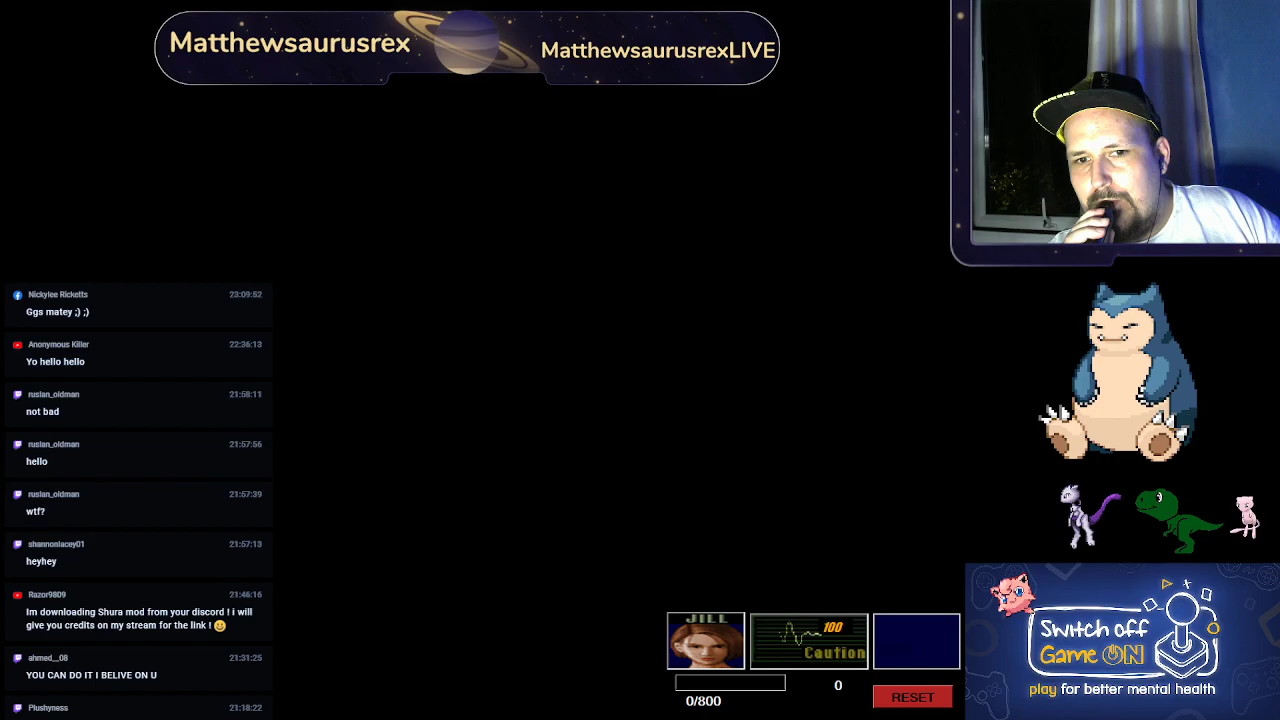 Matthewsaurusrex
MatthewsaurusrexLIVE
Nickylee Ricketts 23:09:52
Ggs matey ;) ;)
Anonymous Killer 22:36:13
Yo hello hello
ruslan_oldman 21:58:11
not bad
ruslan_oldman 21:57:56
hello
ruslan_oldman 21:57:39
wtf?
shannonlacey01 21:57:13
heyhey
Razor9809 21:46:16
Im downloading Shura mod from your discord ! i will
give you credits on my stream for the link ! 😊
ahmed__08 21:31:25
YOU CAN DO IT I BELIVE ON U
Plushyness 21:18:22
JILL
100
Caution
0/800
0
RESET
Switch off
Game ON
play for better mental health